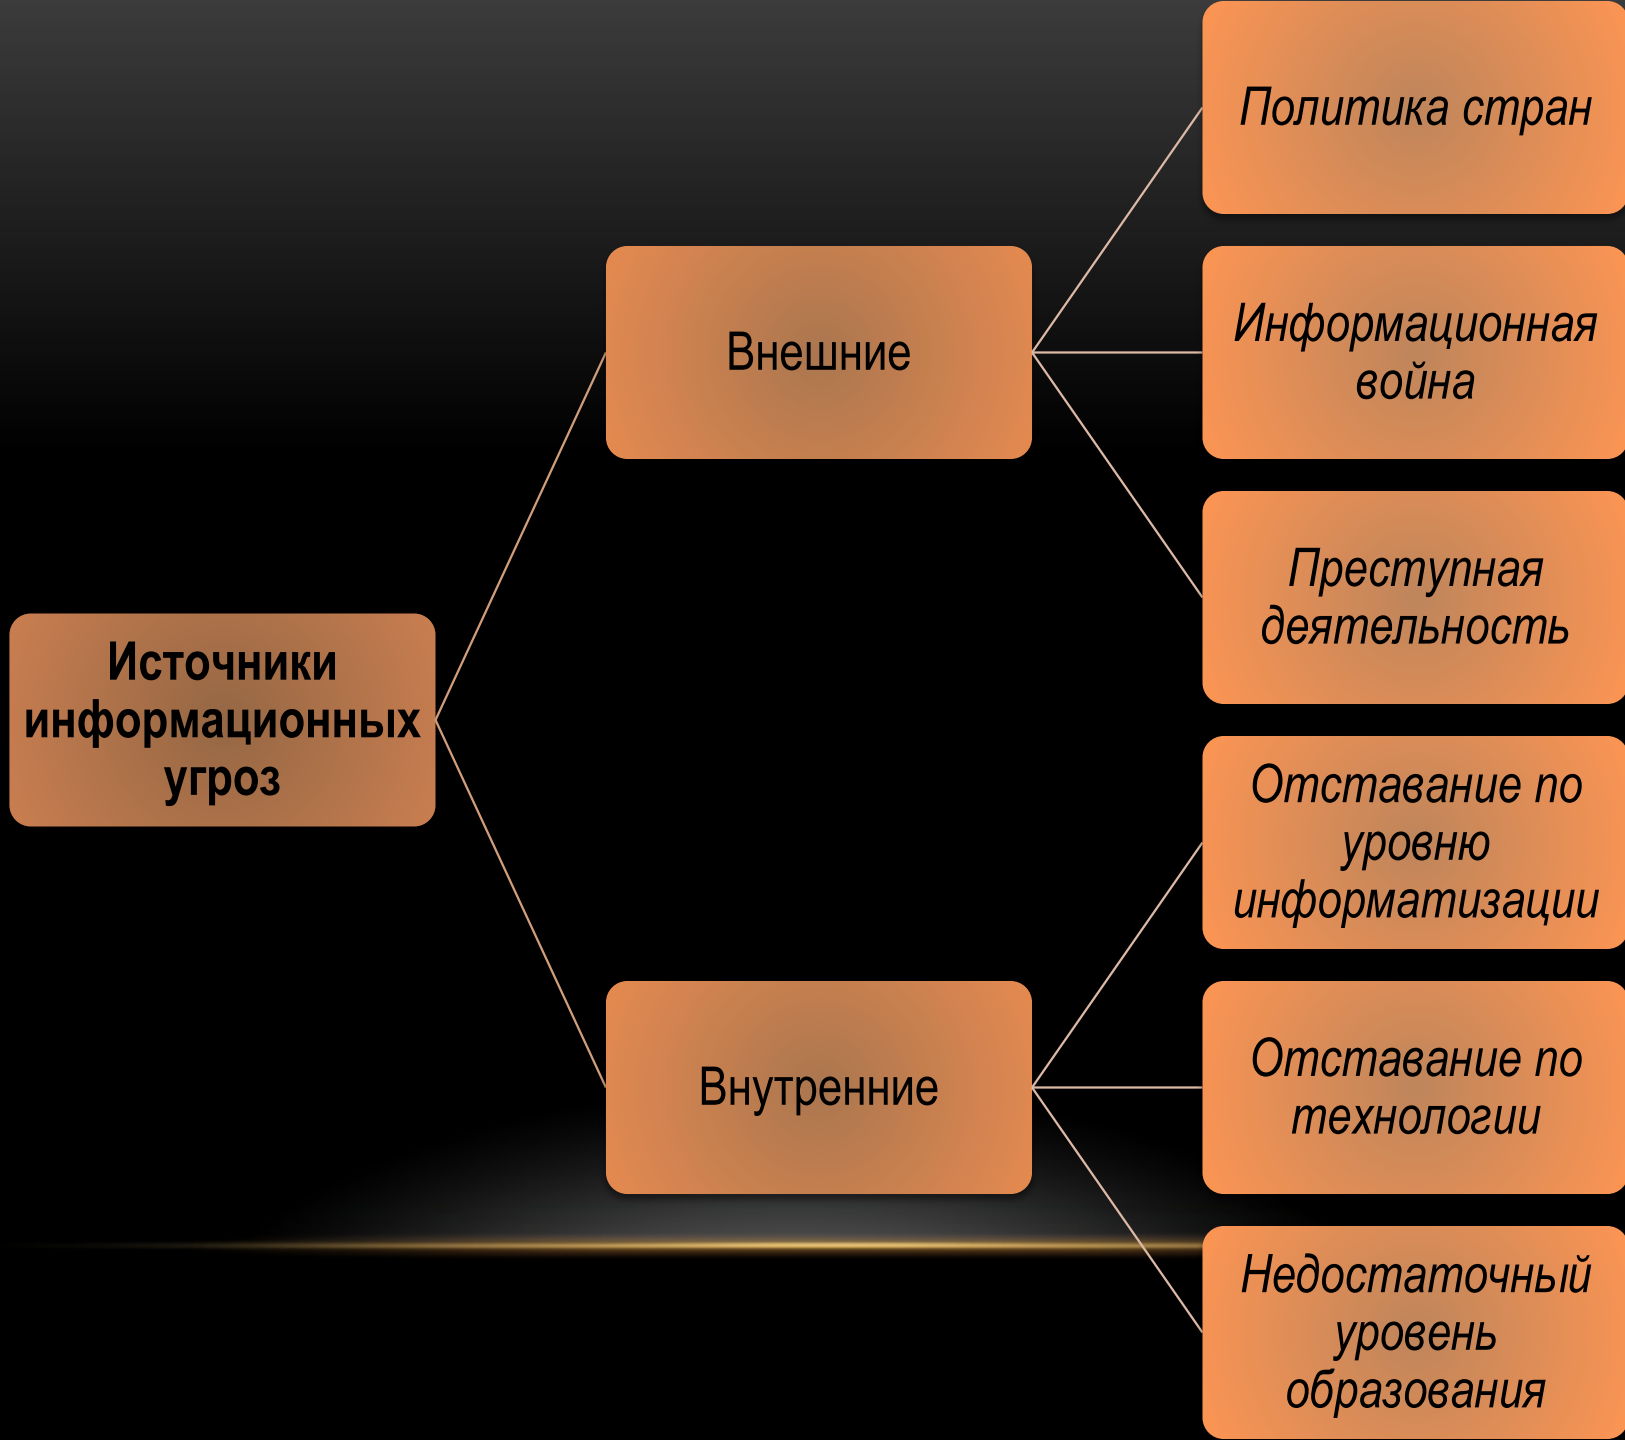 Источники
информационных
угроз
Внешние
Политика стран
Информационная
война
Преступная
деятельность
Внутренние
Отставание по
уровню
информатизации
Отставание по
технологии
Недостаточный
уровень
образования